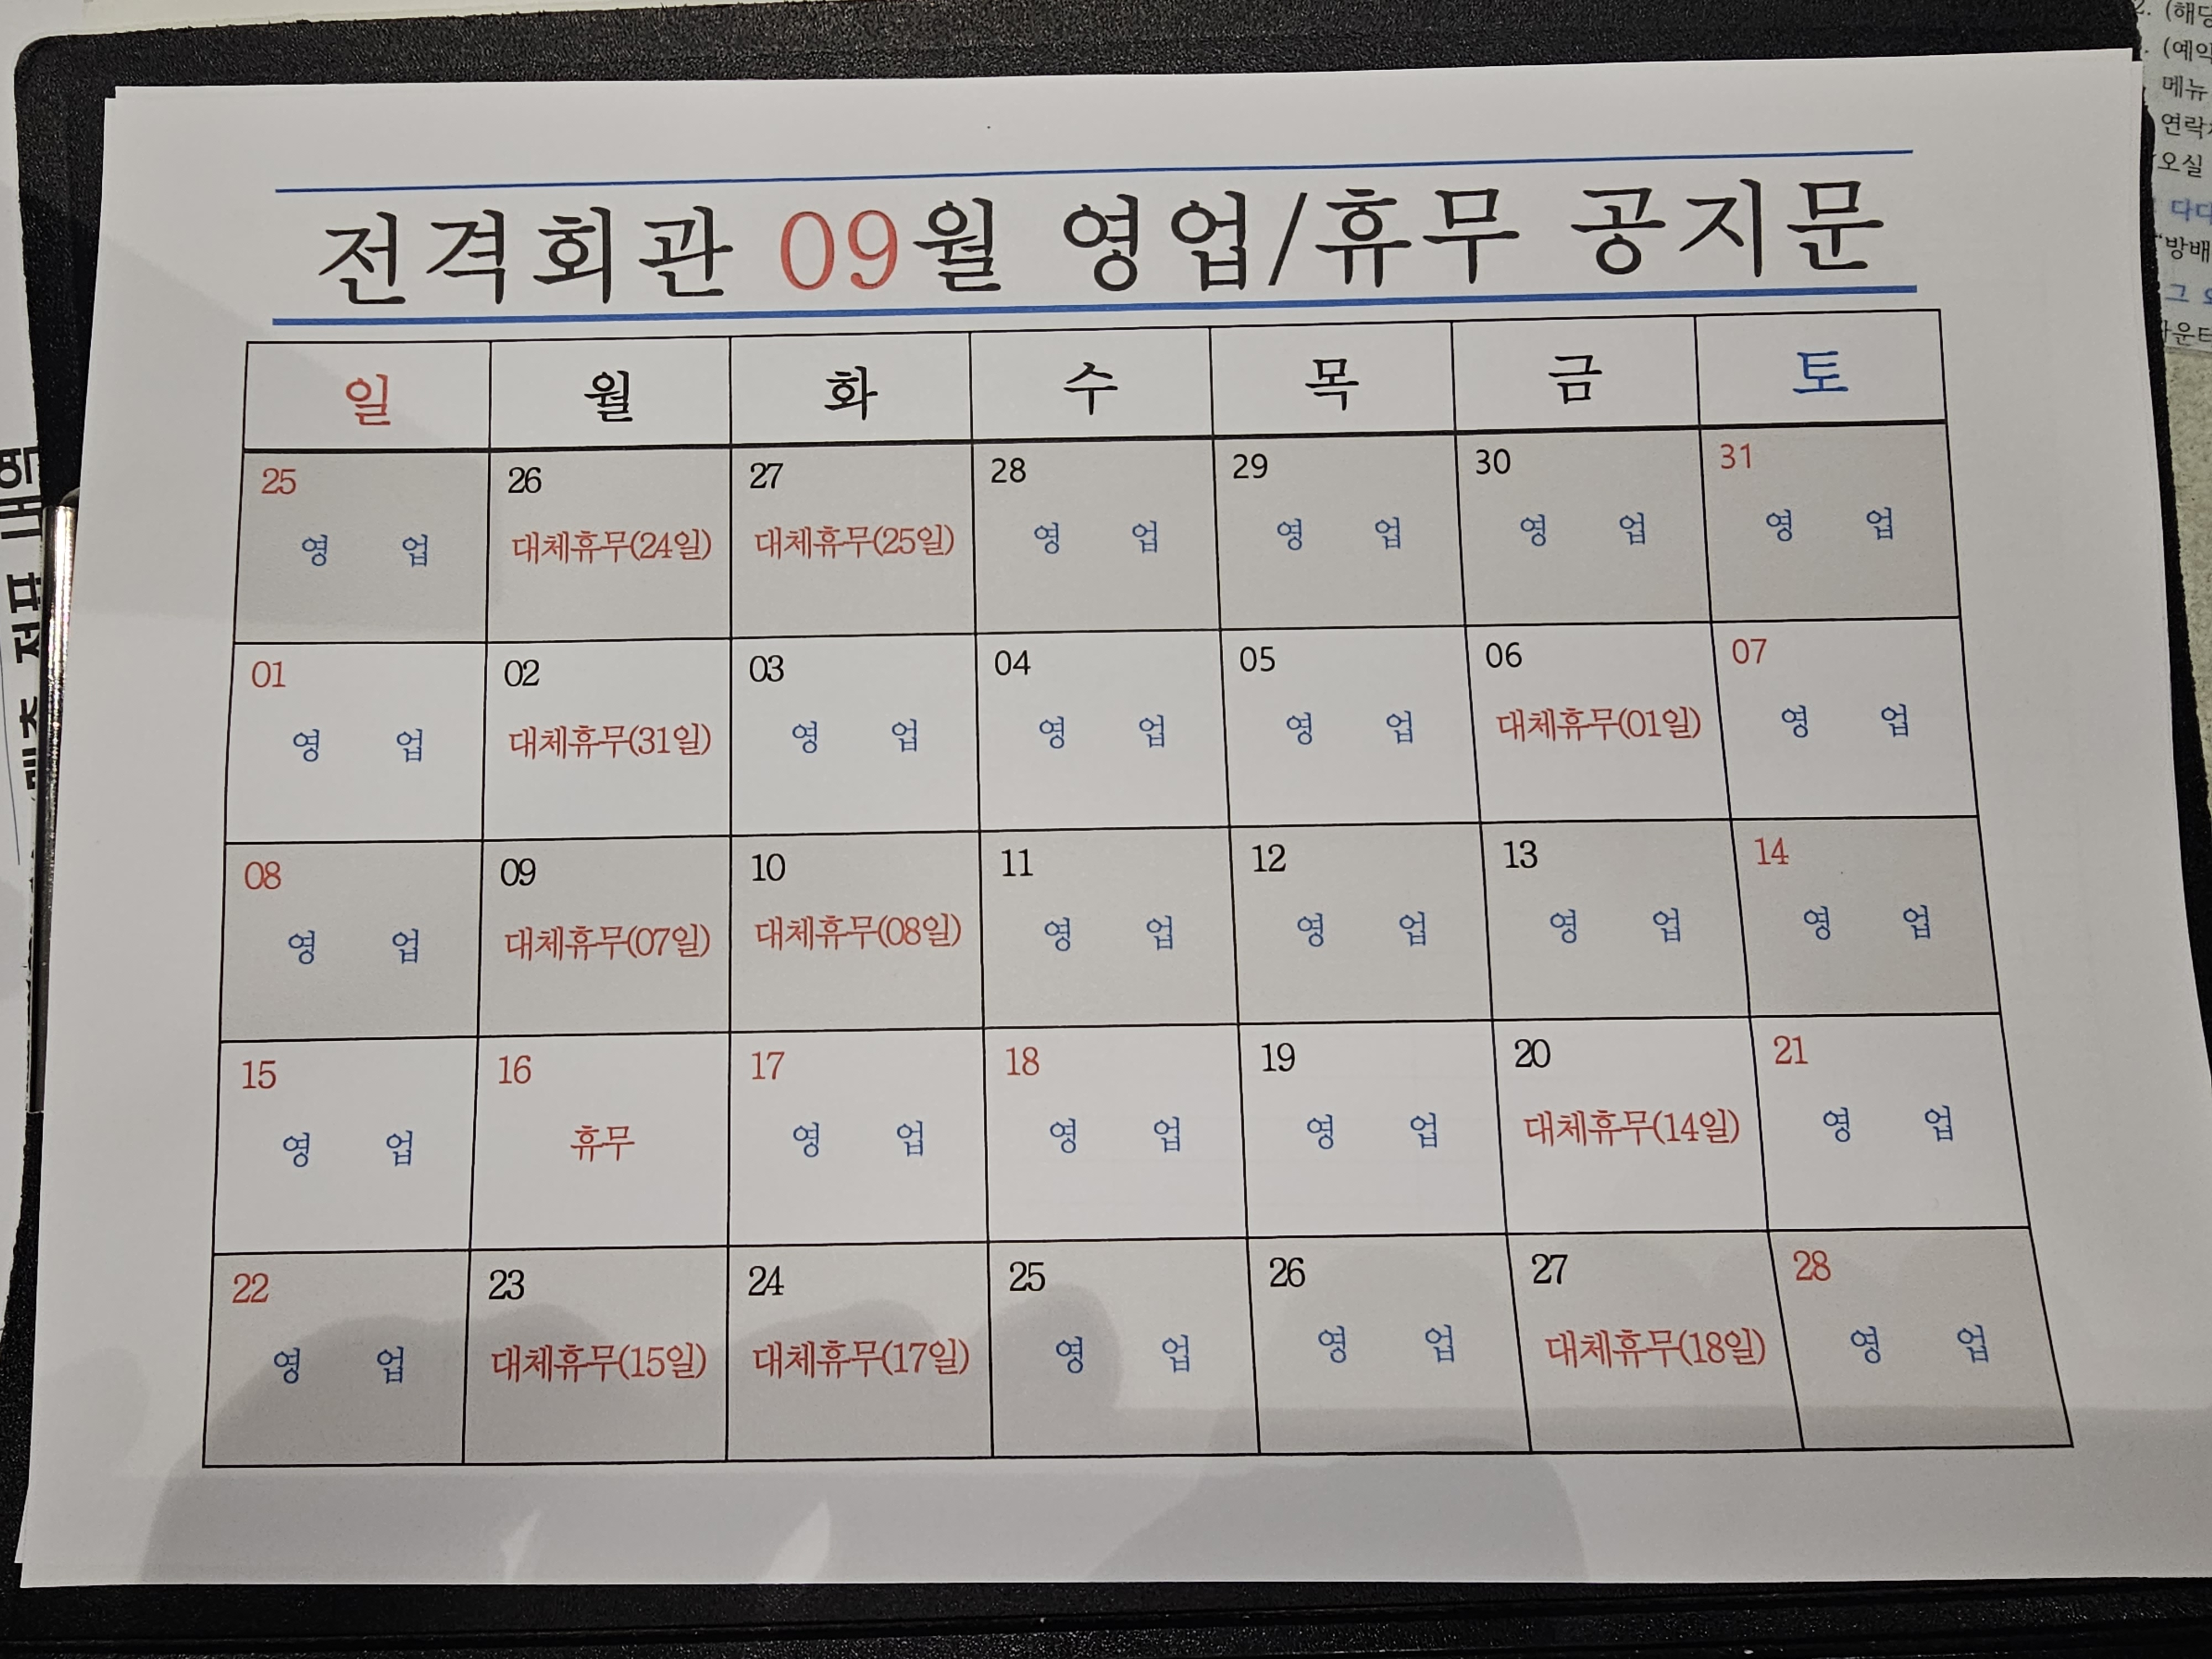 전격회관 09월 영업/휴무 공지문
일 월 화 수 목 금 토
25 26 27 28 29 30 31
영 업 대체휴무(24일) 대체휴무(25일) 영 업 영 업 영 업 영 업
01 02 03 04 05 06 07
영 업 대체휴무(31일) 영 업 영 업 영 업 대체휴무(01일) 영 업
08 09 10 11 12 13 14
영 업 대체휴무(07일) 대체휴무(08일) 영 업 영 업 영 업 영 업
15 16 17 18 19 20 21
영 업 휴무 영 업 영 업 영 업 대체휴무(14일) 영 업
22 23 24 25 26 27 28
영 업 대체휴무(15일) 대체휴무(17일) 영 업 영 업 대체휴무(18일) 영 업
메뉴
오실
"방배
그